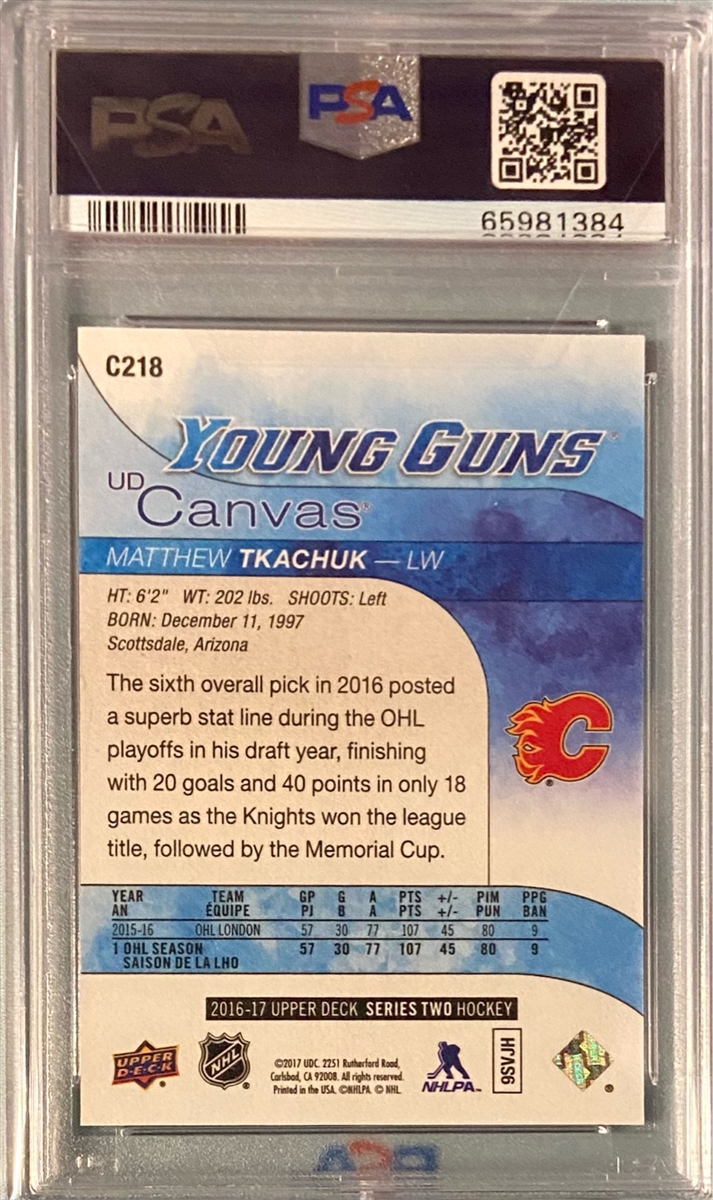 PSA PSA
65981384
C218
YOUNG GUNS
UD Canvas®
MATTHEW TKACHUK — LW
HT: 6'2" WT: 202 lbs. SHOOTS: Left
BORN: December 11, 1997
Scottsdale, Arizona
The sixth overall pick in 2016 posted
a superb stat line during the OHL
playoffs in his draft year, finishing
with 20 goals and 40 points in only 18
games as the Knights won the league
title, followed by the Memorial Cup.
YEAR TEAM GP G A PTS +/- PIM PPG
AN ÉQUIPE PJ B A PTS +/- PUN BAN
2015-16 OHL LONDON 57 30 77 107 45 80 9
1 OHL SEASON 57 30 77 107 45 80 9
SAISON DE LA LHO
2016-17 UPPER DECK SERIES TWO HOCKEY
UPPER DECK
NHL
©2017 UDC. 2251 Rutherford Road,
Carlsbad, CA 92008. All rights reserved.
Printed in the USA. ©NHLPA. © NHL.
NHLPA™
HJAS6
PSA